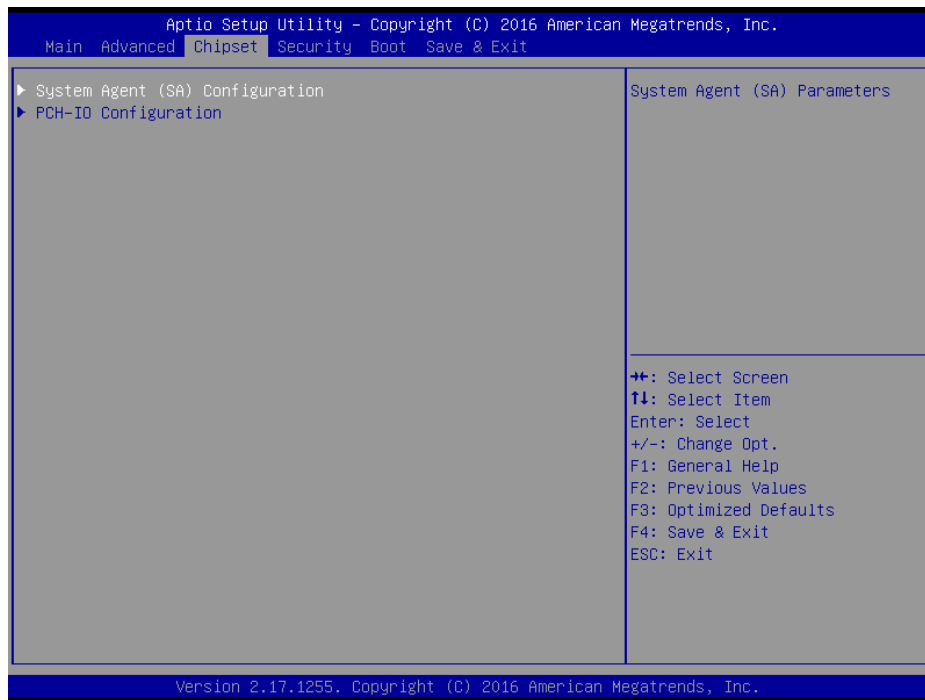 Aptio Setup Utility – Copyright (C) 2016 American Megatrends, Inc.
Main Advanced Chipset Security Boot Save & Exit
System Agent (SA) Configuration
PCH-IO Configuration
System Agent (SA) Parameters
→←: Select Screen
↑↓: Select Item
Enter: Select
+/-: Change Opt.
F1: General Help
F2: Previous Values
F3: Optimized Defaults
F4: Save & Exit
ESC: Exit
Version 2.17.1255. Copyright (C) 2016 American Megatrends, Inc.